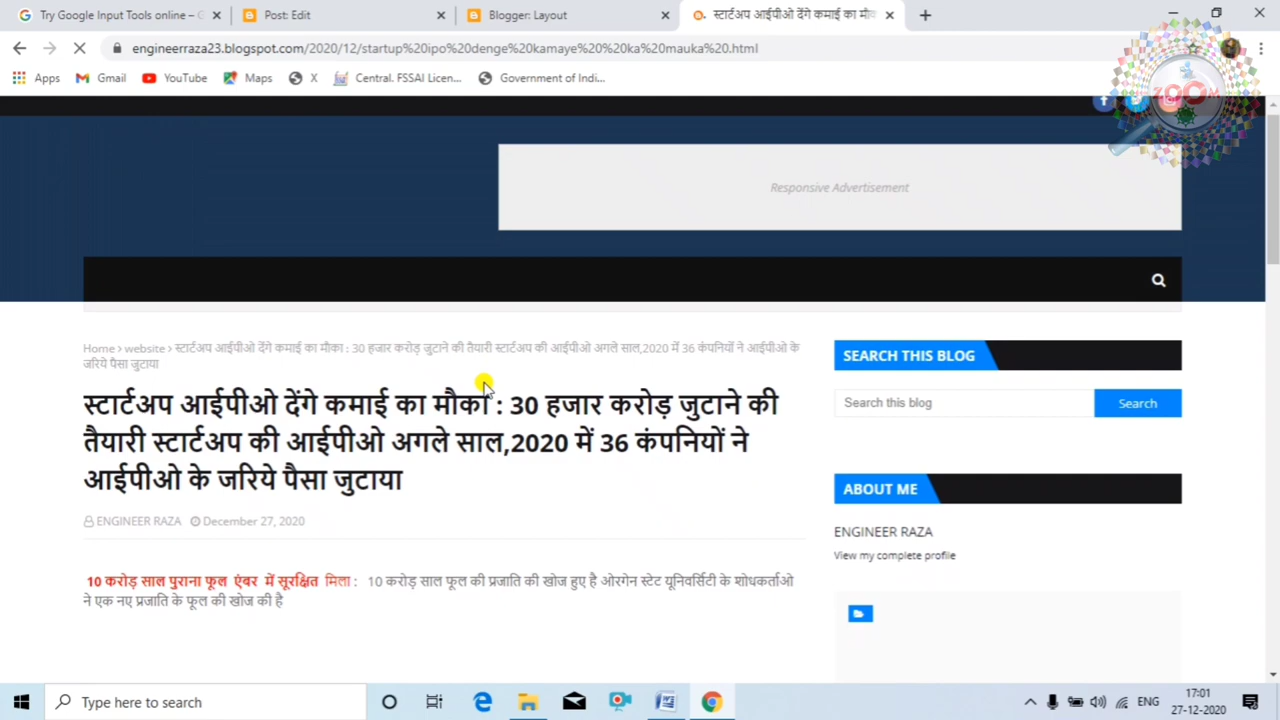 Try Google Input Tools online – G
Post: Edit
Blogger: Layout
स्टार्टअप आईपीओ देंगे कमाई का मौक
engineerraza23.blogspot.com/2020/12/startup%20ipo%20denge%20kamaye%20%20ka%20mauka%20.html
Apps
Gmail
YouTube
Maps
X
Central. FSSAI Licen...
Government of Indi...
ZOOM
Responsive Advertisement
Home › website › स्टार्टअप आईपीओ देंगे कमाई का मौका : 30 हजार करोड़ जुटाने की तैयारी स्टार्टअप की आईपीओ अगले साल,2020 में 36 कंपनियों ने आईपीओ के
जरिये पैसा जुटाया
स्टार्टअप आईपीओ देंगे कमाई का मौका : 30 हजार करोड़ जुटाने की
तैयारी स्टार्टअप की आईपीओ अगले साल,2020 में 36 कंपनियों ने
आईपीओ के जरिये पैसा जुटाया
ENGINEER RAZA December 27, 2020
10 करोड़ साल पुराना फूल एंबर में सुरक्षित मिला : 10 करोड़ साल फूल की प्रजाति की खोज हुए है ओरगेन स्टेट यूनिवर्सिटी के शोधकर्ताओ
ने एक नए प्रजाति के फूल की खोज की है
SEARCH THIS BLOG
Search this blog
Search
ABOUT ME
ENGINEER RAZA
View my complete profile
Type here to search
ENG
17:01
27-12-2020